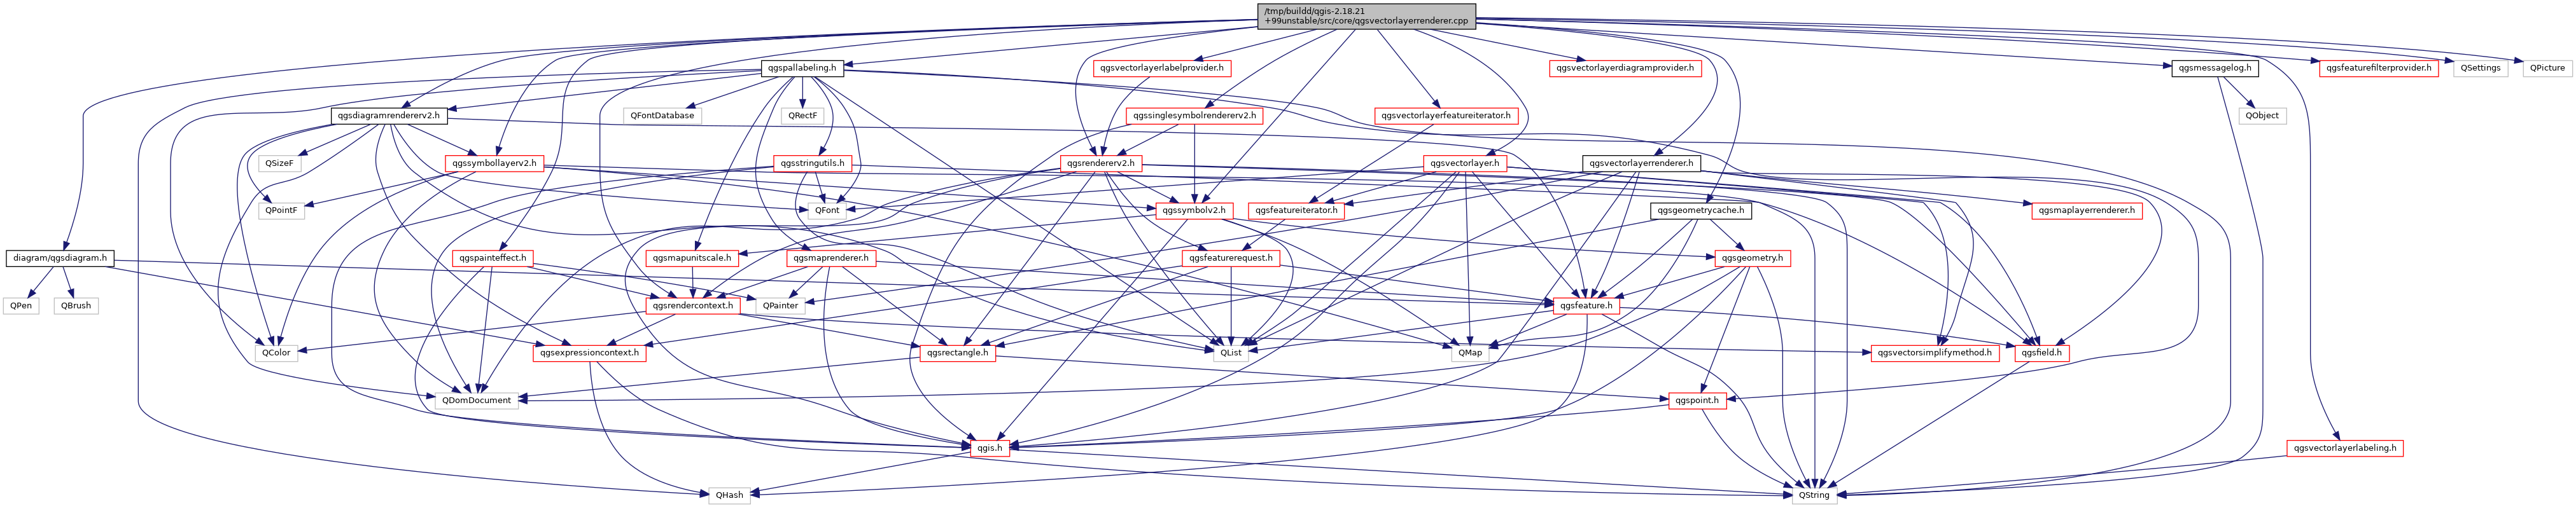 /tmp/buildd/qgis-2.18.21
+99unstable/src/core/qgsvectorlayerrenderer.cpp
qgspallabeling.h
qgsvectorlayerlabelprovider.h
qgsvectorlayerdiagramprovider.h
qgsmessagelog.h
qgsfeaturefilterprovider.h
QSettings
QPicture
qgsdiagramrendererv2.h
QFontDatabase
QRectF
qgssinglesymbolrendererv2.h
qgsvectorlayerfeatureiterator.h
QObject
QSizeF
qgssymbollayerv2.h
qgsstringutils.h
qgsrendererv2.h
qgsvectorlayer.h
qgsvectorlayerrenderer.h
QPointF
QFont
qgssymbolv2.h
qgsfeatureiterator.h
qgsgeometrycache.h
qgsmaplayerrenderer.h
diagram/qgsdiagram.h
qgspainteffect.h
qgsmapunitscale.h
qgsmaprenderer.h
qgsfeaturerequest.h
qgsgeometry.h
QPen
QBrush
qgsrendercontext.h
QPainter
qgsfeature.h
QColor
qgsexpressioncontext.h
qgsrectangle.h
QList
QMap
qgsvectorsimplifymethod.h
qgsfield.h
QDomDocument
qgspoint.h
qgis.h
qgsvectorlayerlabeling.h
QHash
QString